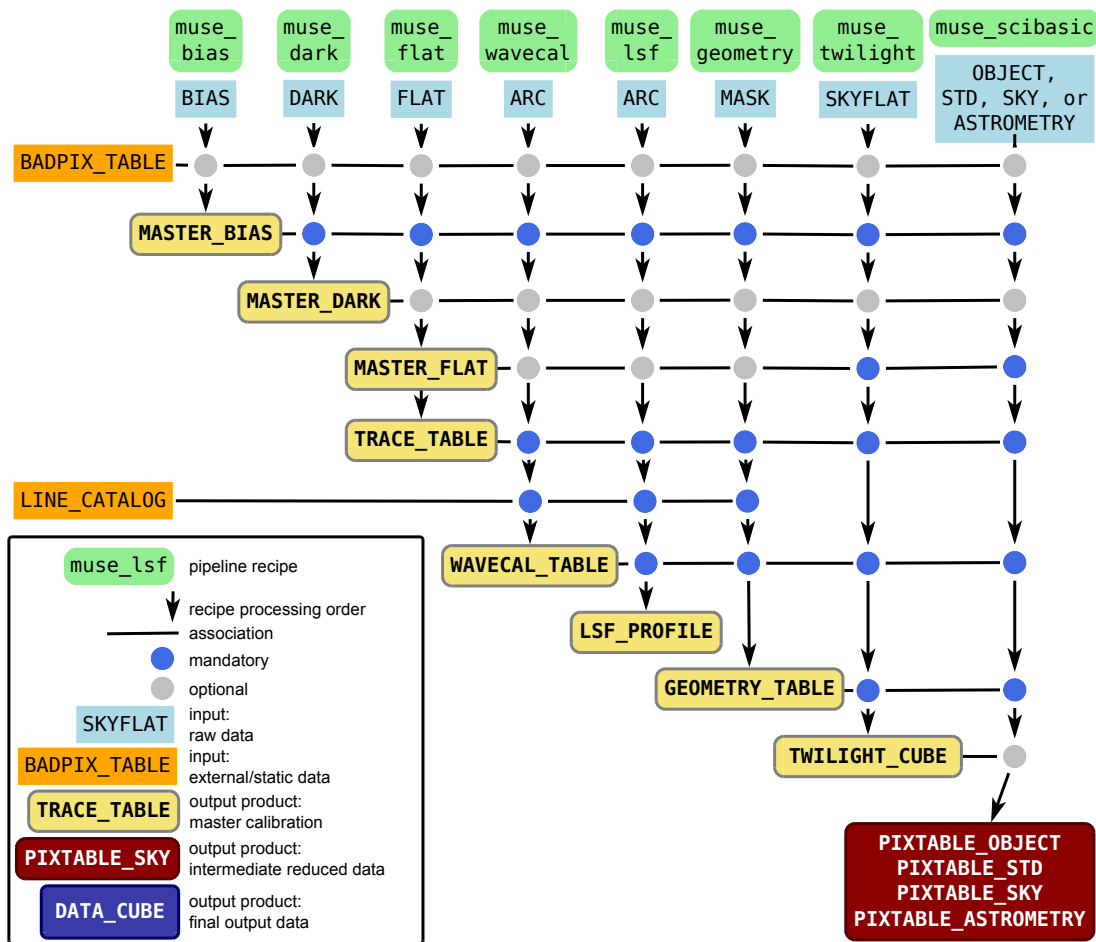 muse_
bias
muse_
dark
muse_
flat
muse_
wavecal
muse_
lsf
muse_
geometry
muse_
twilight
muse_scibasic
BIAS
DARK
FLAT
ARC
ARC
MASK
SKYFLAT
OBJECT,
STD, SKY, or
ASTROMETRY
BADPIX_TABLE
MASTER_BIAS
MASTER_DARK
MASTER_FLAT
TRACE_TABLE
LINE_CATALOG
WAVECAL_TABLE
LSF_PROFILE
GEOMETRY_TABLE
TWILIGHT_CUBE
PIXTABLE_OBJECT
PIXTABLE_STD
PIXTABLE_SKY
PIXTABLE_ASTROMETRY
muse_lsf
pipeline recipe
recipe processing order
association
mandatory
optional
SKYFLAT
input:
raw data
BADPIX_TABLE
input:
external/static data
TRACE_TABLE
output product:
master calibration
PIXTABLE_SKY
output product:
intermediate reduced data
DATA_CUBE
output product:
final output data